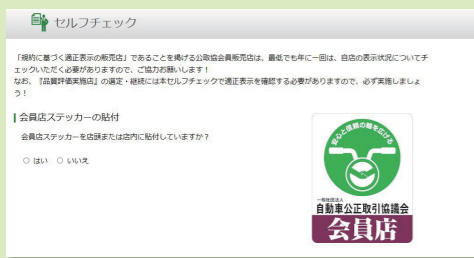 セルフチェック
「規約に基づく適正表示の販売店」であることを掲げる公取協会員販売店は、最低でも年に一回は、自店の表示状況についてチ
ェックいただく必要がありますので、ご協力お願いします！
なお、『品質評価実施店』の選定・継続には本セルフチェックで適正表示を確認する必要がありますので、必ず実施しましょ
う！
会員店ステッカーの貼付
会員店ステッカーを店頭または店内に貼付していますか？
はい いいえ
安心と信頼の輪を広げる
一般社団法人
自動車公正取引協議会
会員店